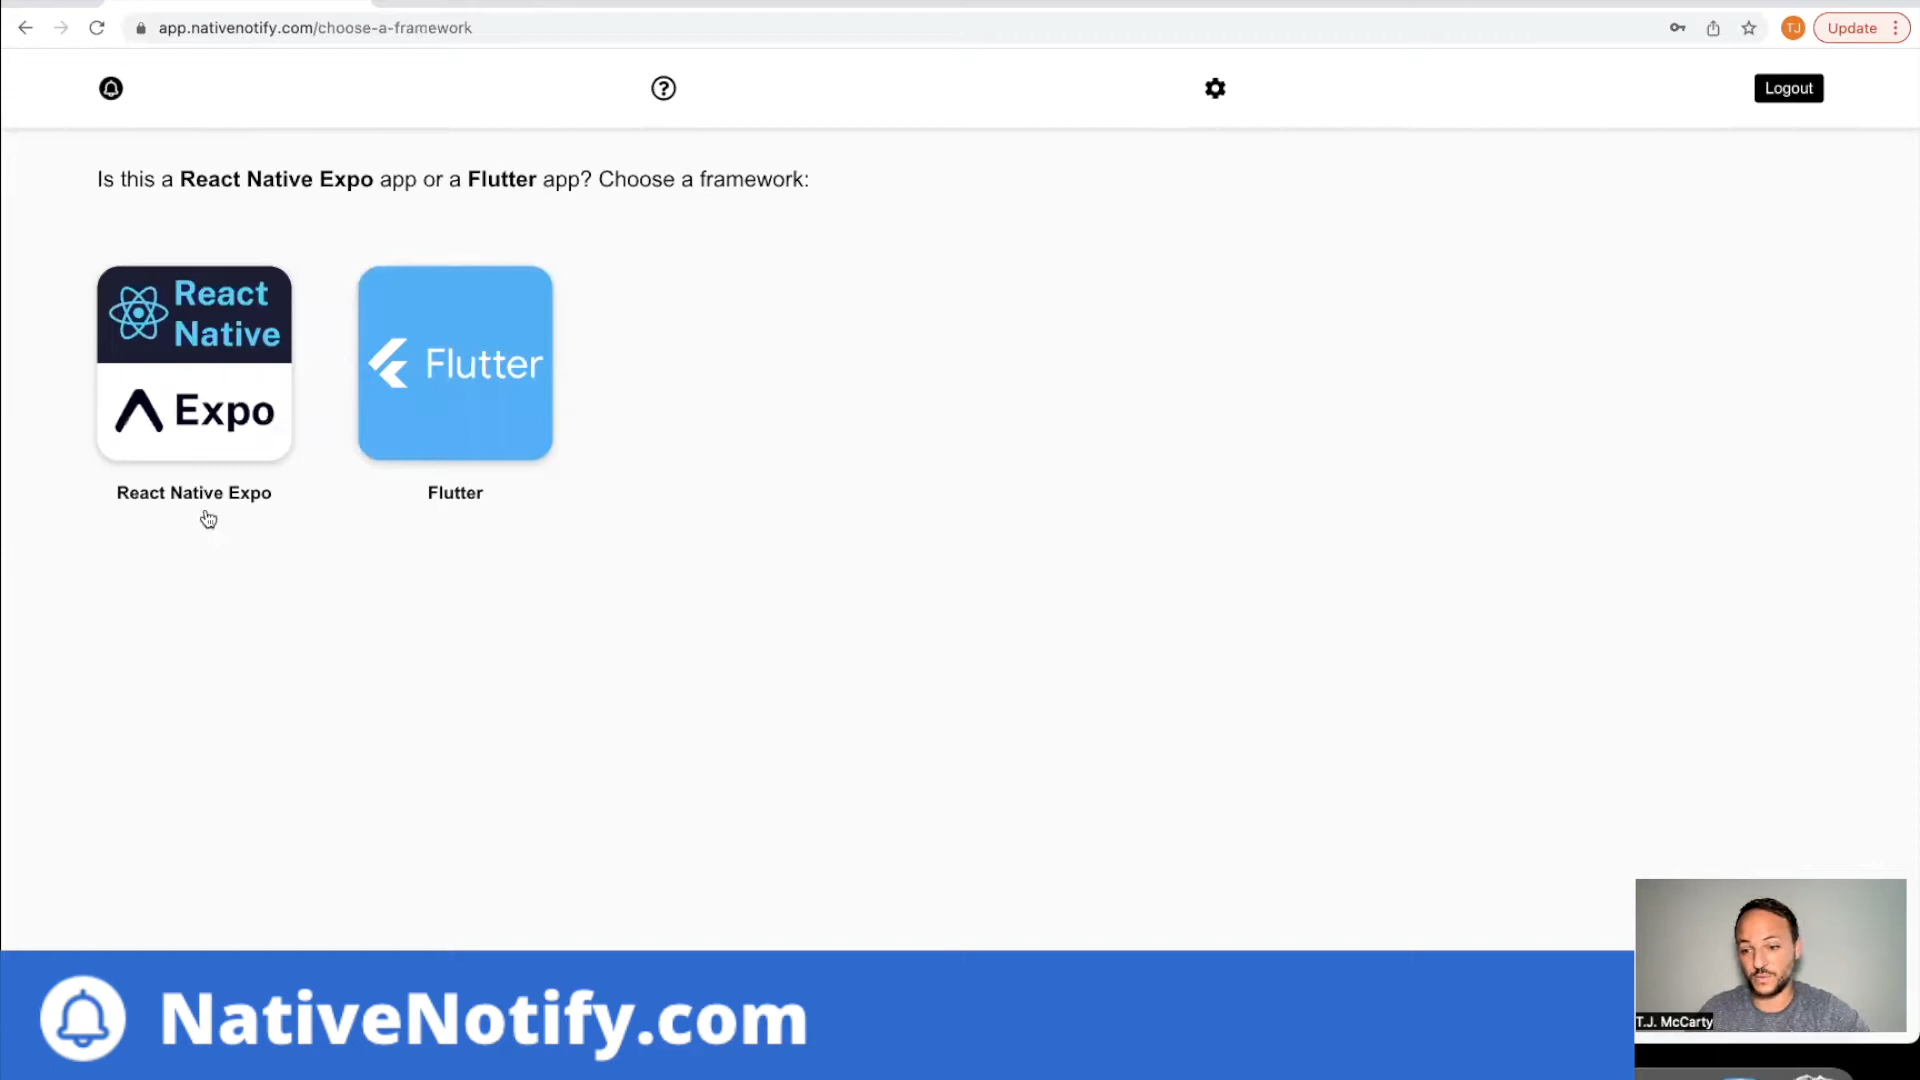 app.nativenotify.com/choose-a-framework
TJ
Update
Logout
Is this a React Native Expo app or a Flutter app? Choose a framework:
React
Native
Expo
Flutter
React Native Expo
Flutter
NativeNotify.com
T.J. McCarty